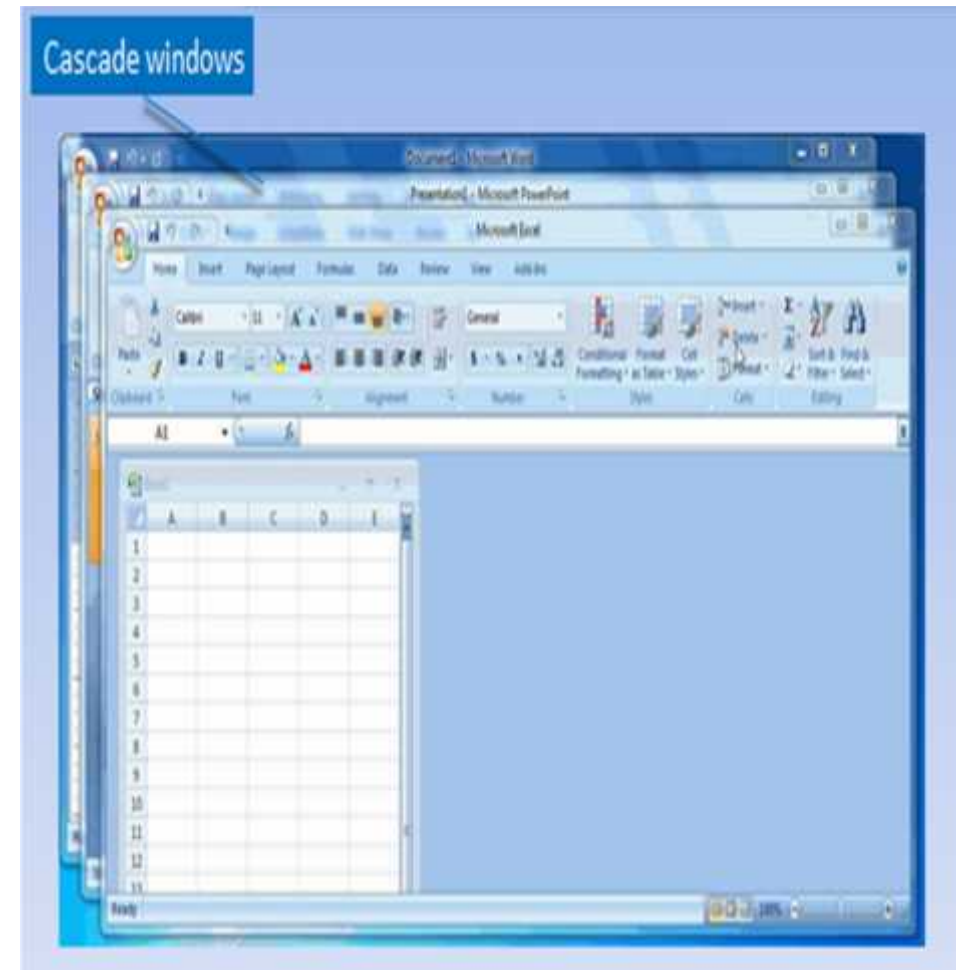 Cascade windows
Document1 - Microsoft Word
Presentation1 - Microsoft PowerPoint
Microsoft Excel
Home Insert Page Layout Formulas Data Review View Add-Ins
Calibri 11 A A General
Paste B I U $ % , Conditional Formatting Format as Table Cell Styles Insert Delete Format Σ Sort & Filter Find & Select
Clipboard Font Alignment Number Styles Cells Editing
A1 fx
A B C D E
1
2
3
4
5
6
7
8
9
10
11
12
13
Ready 100%